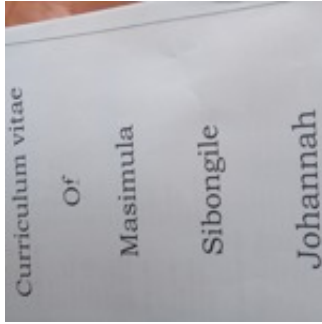 Curriculum vitae
Of
Masimula
Sibongile
Johannah